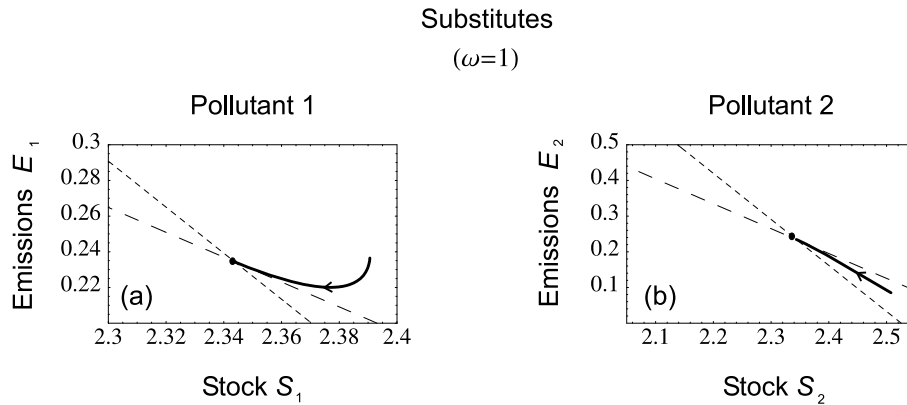 Substitutes
(ω=1)
Pollutant 1
Emissions E₁
0.3
0.28
0.26
0.24
0.22
(a)
2.3 2.32 2.34 2.36 2.38 2.4
Stock S₁
Pollutant 2
Emissions E₂
0.5
0.4
0.3
0.2
0.1
(b)
2.1 2.2 2.3 2.4 2.5
Stock S₂